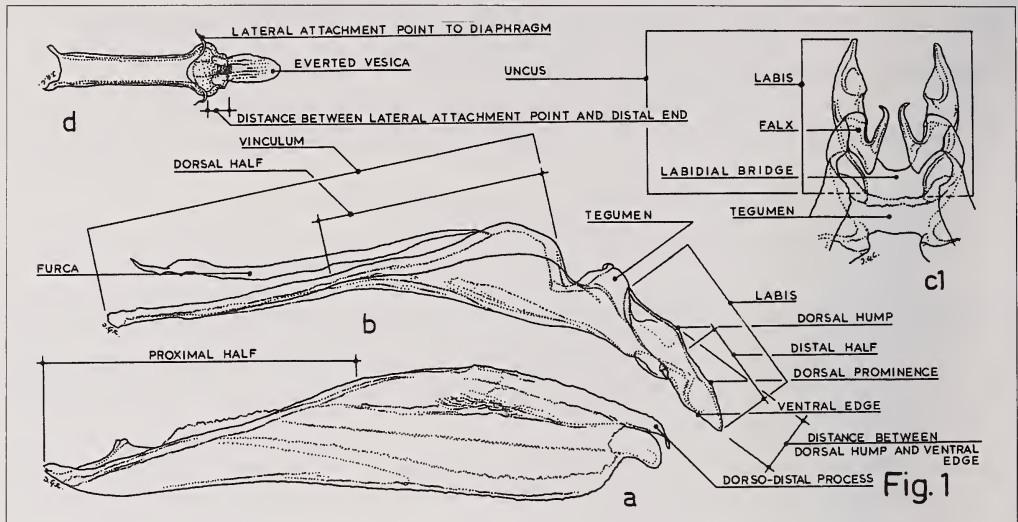 LATERAL ATTACHMENT POINT TO DIAPHRAGM
EVERTED VESICA
d
DISTANCE BETWEEN LATERAL ATTACHMENT POINT AND DISTAL END
UNCUS
LABIS
FALX
LABIDIAL BRIDGE
TEGUMEN
c1
VINCULUM
DORSAL HALF
TEGUMEN
FURCA
b
LABIS
DORSAL HUMP
DISTAL HALF
DORSAL PROMINENCE
VENTRAL EDGE
DISTANCE BETWEEN
DORSAL HUMP AND VENTRAL
EDGE
PROXIMAL HALF
a
DORSO-DISTAL PROCESS
Fig.1